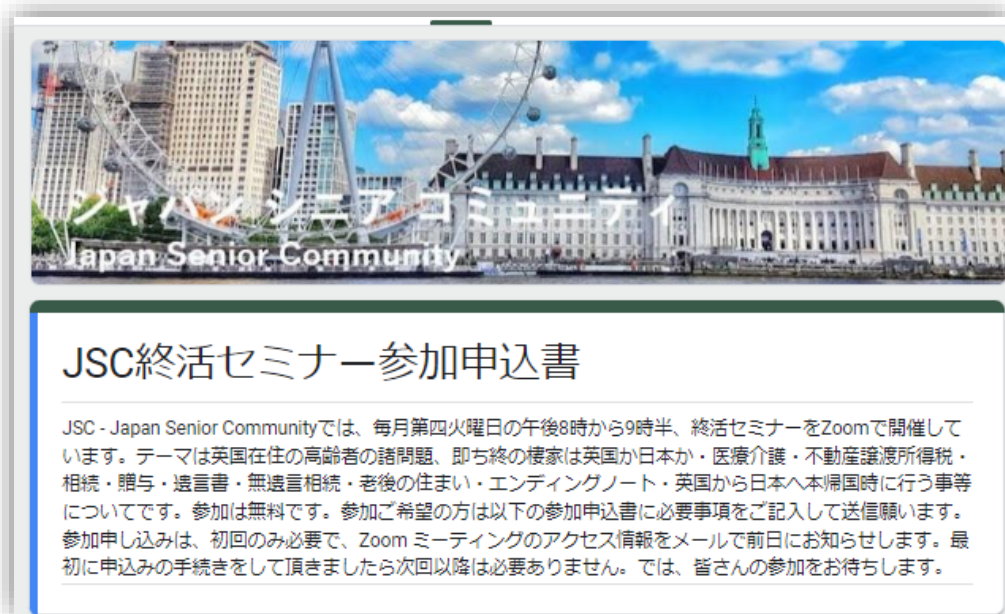 ジャパン シニア コミュニティ
Japan Senior Community
JSC終活セミナー参加申込書
JSC - Japan Senior Communityでは、毎月第四火曜日の午後8時から9時半、終活セミナーをZoomで開催して
います。テーマは英国在住の高齢者の諸問題、即ち終の棲家は英国か日本か・医療介護・不動産譲渡所得税・
相続・贈与・遺言書・無遺言相続・老後の住まい・エンディングノート・英国から日本へ本帰国時に行う事等
についてです。参加は無料です。参加ご希望の方は以下の参加申込書に必要事項をご記入して送信願います。
参加申し込みは、初回のみ必要で、Zoom ミーティングのアクセス情報をメールで前日にお知らせします。最
初に申込みの手続きをして頂きましたら次回以降は必要ありません。では、皆さんの参加をお待ちします。